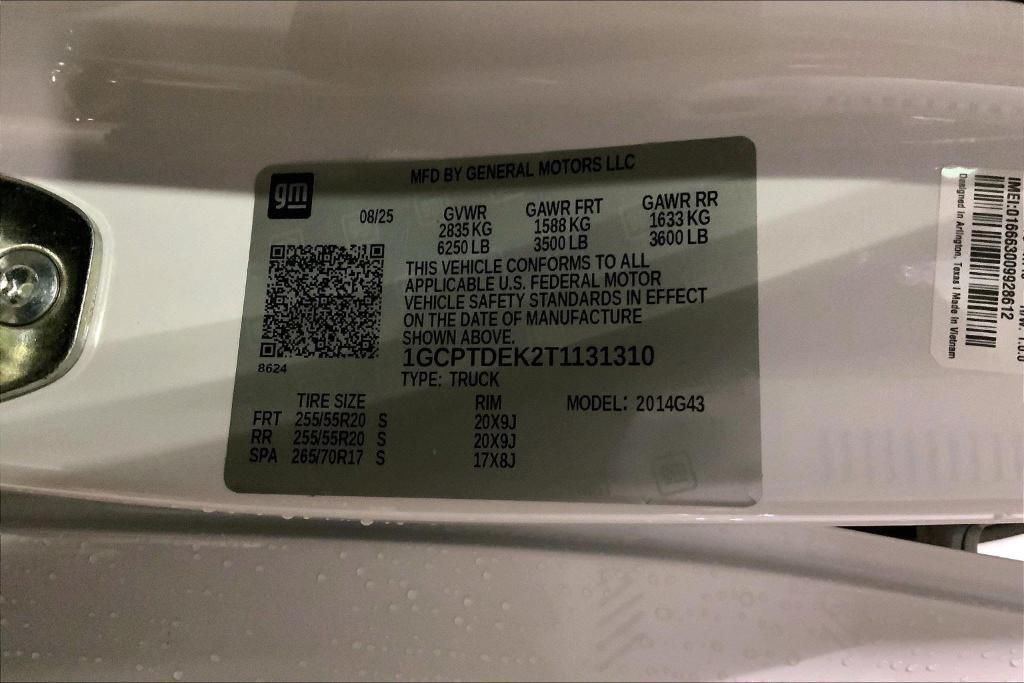 MFD BY GENERAL MOTORS LLC
gm
08/25
GVWR GAWR FRT GAWR RR
2835 KG 1588 KG 1633 KG
6250 LB 3500 LB 3600 LB
THIS VEHICLE CONFORMS TO ALL
APPLICABLE U.S. FEDERAL MOTOR
VEHICLE SAFETY STANDARDS IN EFFECT
ON THE DATE OF MANUFACTURE
SHOWN ABOVE.
8624
1GCPTDEK2T1131310
TYPE: TRUCK
TIRE SIZE RIM MODEL: 2014G43
FRT 255/55R20 S 20X9J
RR 255/55R20 S 20X9J
SPA 265/70R17 S 17X8J
IMEI:016663009928612
Designed in Arlington, Texas | Made in Vietnam